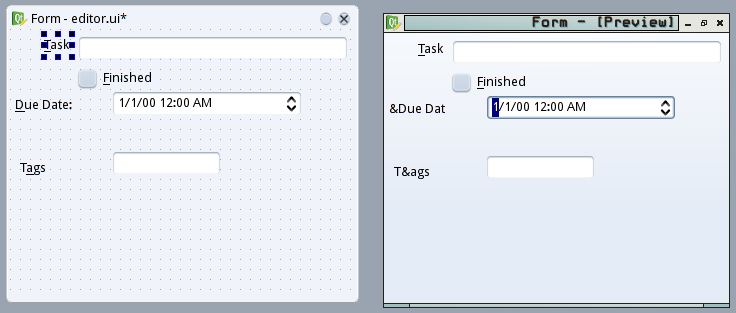 Form - editor.ui*
Task
Finished
Due Date:
1/1/00 12:00 AM
Tags
Form - [Preview]
Task
Finished
&Due Dat
1/1/00 12:00 AM
T&ags